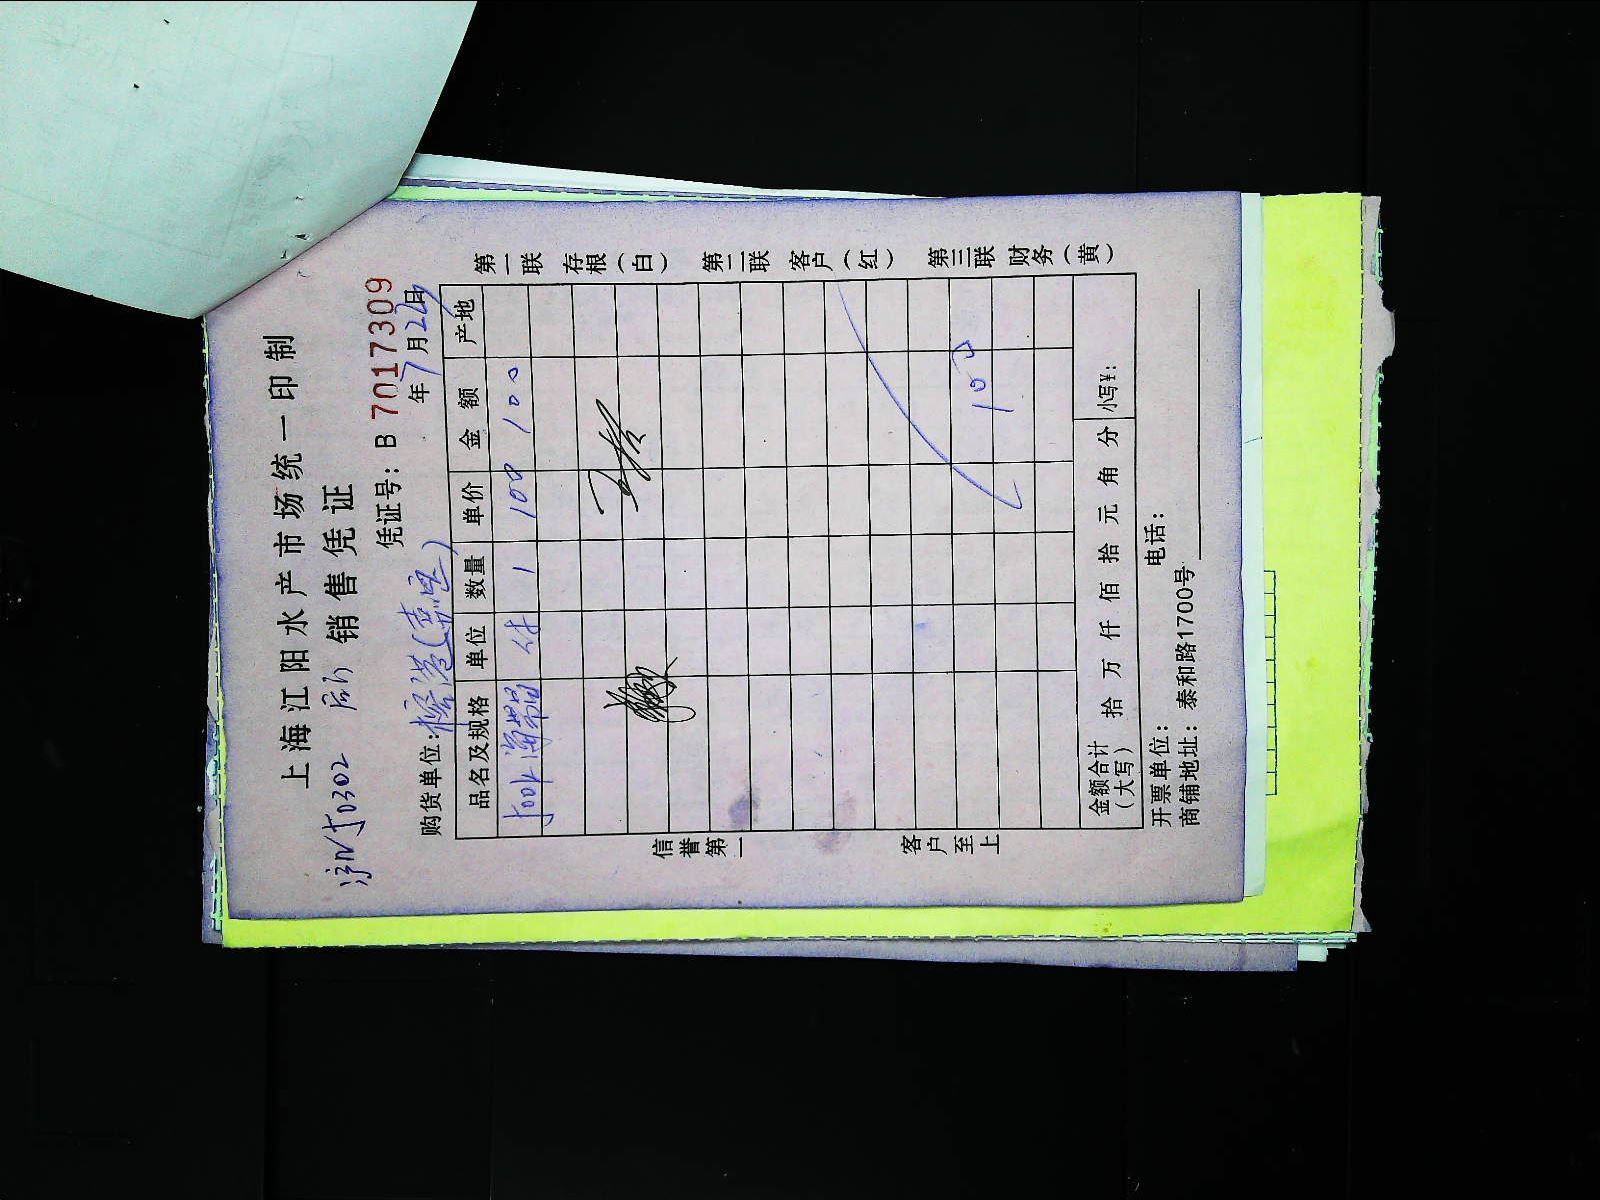 上海江阳水产市场统一印制
销售凭证
凭证号：B 7017309
年7月22日
购货单位：
品名及规格 单位 数量 单价 金额 产地
件 1 100 100
100
金额合计（大写） 拾 万 仟 佰 拾 元 角 分 小写¥：
开票单位： 电话：
商铺地址：泰和路1700号
信誉第一
客户至上
第一联 存根（白）
第二联 客户（红）
第三联 财务（黄）